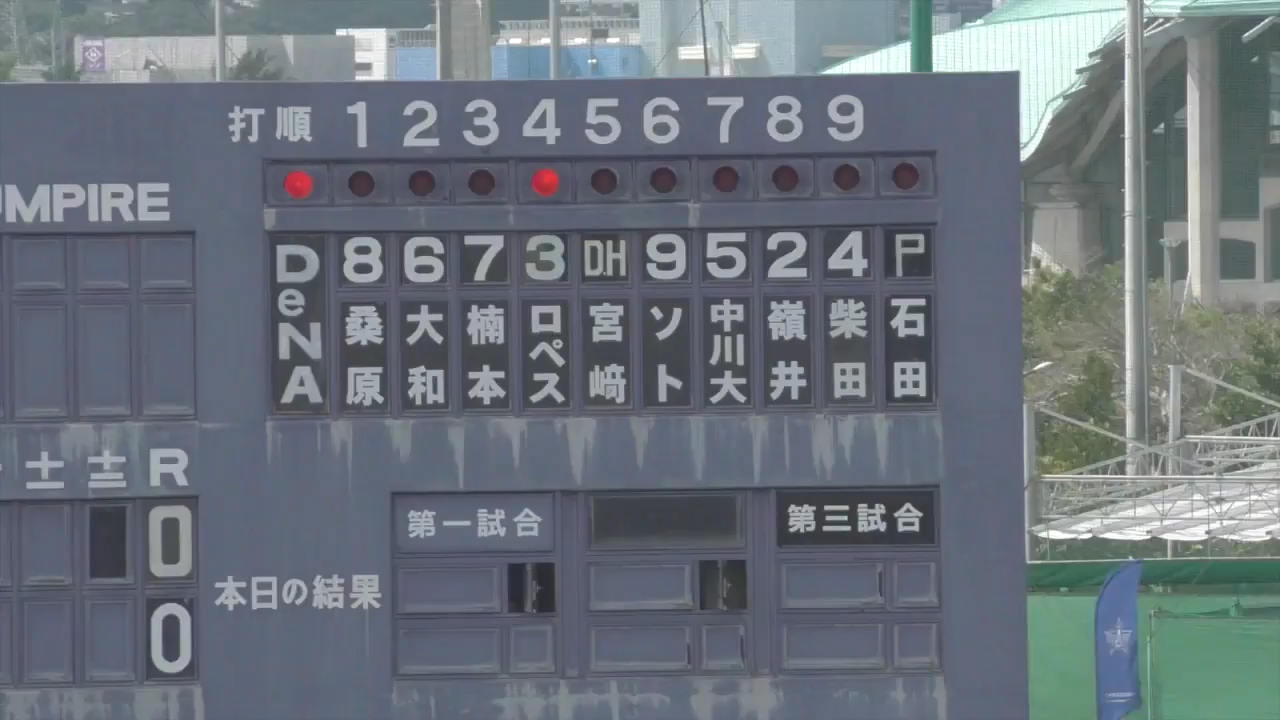 打順 1 2 3 4 5 6 7 8 9
UMPIRE
DeNA 8 6 7 3 D.H 9 5 2 4 P
桑原 大和 楠本 ロペス 宮﨑 ソト 中川大 嶺井 柴田 石田
士 士 R
0
0
第一試合 第三試合
本日の結果